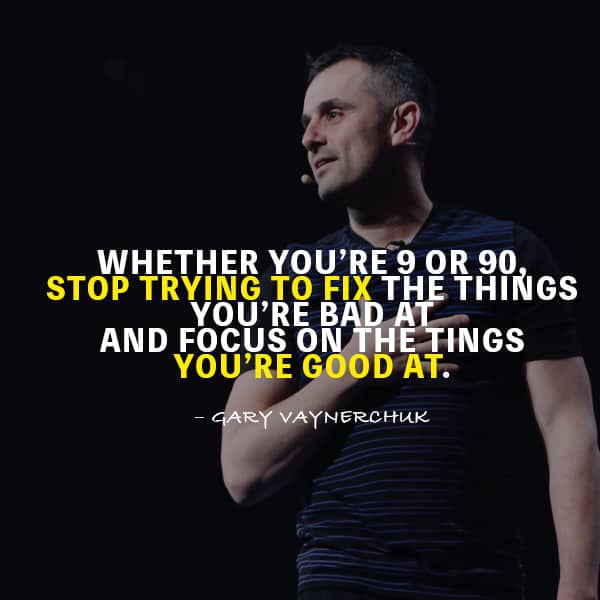 WHETHER YOU'RE 9 OR 90,
STOP TRYING TO FIX THE THINGS
YOU'RE BAD AT
AND FOCUS ON THE TINGS
YOU'RE GOOD AT.
– GARY VAYNERCHUK